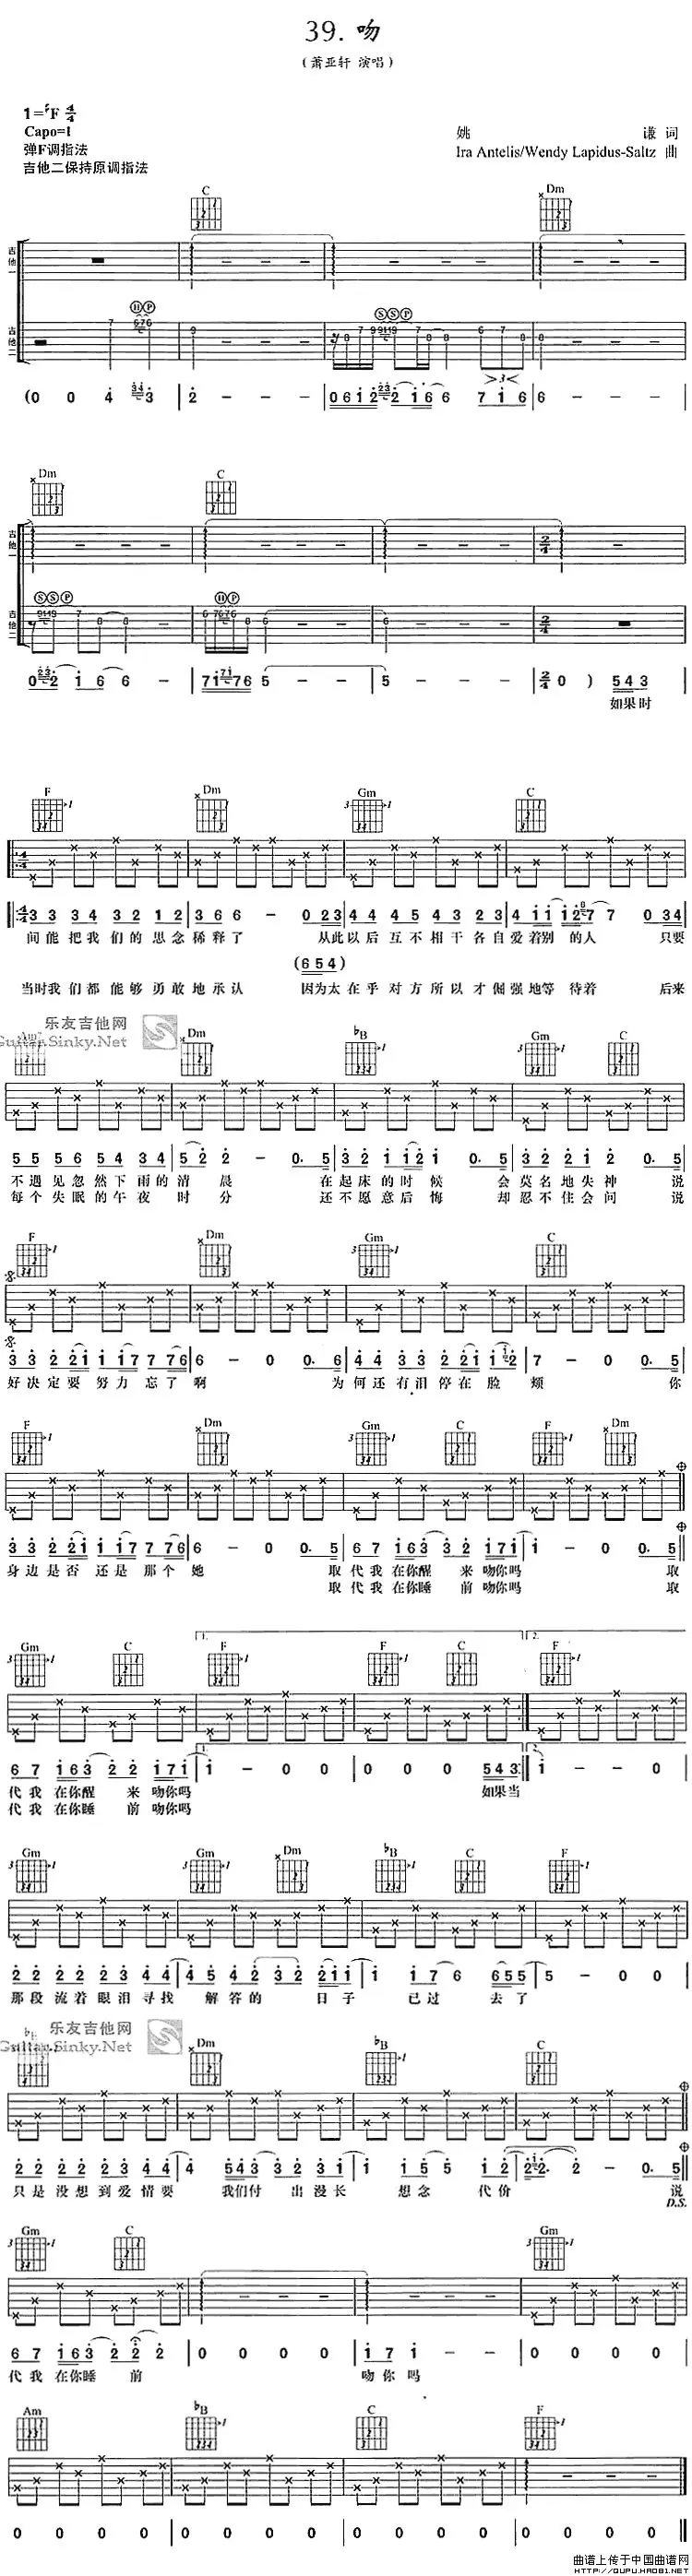 39. 吻
(萧亚轩 演唱)
1=♯F 4/4
Capo=1
弹F调指法
吉他二保持原调指法
姚 谦 词
Ira Antelis/Wendy Lapidus-Saltz 曲
C Dm
吉他一
吉他二
H P S S P
(0 0 4 34 3 | 2 - - - | 0 6 1 2 23 2 1 6 6 7 1 6 | 6 - - -
Dm C
吉他一
吉他二
S S P H P
0 23 2 1 6 6 - | 71 71 76 5 - - | 5 - - - | 2/4 0 ) 5 4 3
如果时
F Dm Gm C
4/4 3 3 3 4 3 2 1 2 | 3 6 6 - 0 2 3 | 4 4 4 5 4 3 2 3 | 4 1 1 1 2 7 7 0 3 4
间能把我们的思念稀释了 从此以后互不相干各自爱着别的人 只要
(6 5 4)
当时我们都能够勇敢地承认 因为太在乎对方所以才倔强地等待着 后来
乐友吉他网
Guitar.Sinky.Net
Am Dm ♭B Gm C
5 5 5 6 5 4 3 5 | 5 2 2 - 0. 5 | 3 2 1 1 2 1 0. 5 | 3 2 2 1 2 0. 5
不遇见忽然下雨的清晨 在起床的时候 会莫名地失神 说
每个失眠的午夜时分 还不愿意后悔 却忍不住会问 说
F Dm Gm C
3 3 2 2 1 1 1 7 7 7 6 | 6 - 0 0. 6 | 4 4 3 3 2 2 1 1 2 | 7 - 0 0. 5
好决定要努力忘了啊 为何还有泪停在脸颊 你
F Dm Gm C F Dm
3 3 2 2 1 1 1 7 7 7 6 | 6 - 0 0. 5 | 6 7 1 6 3 3 2 1 7 1 | 1 - 0 0. 5
身边是否还是那个她 取代我在你醒来吻你吗 取
取代我在你睡前吻你吗 取
Gm C 1. F F C 2. F
6 7 1 6 3 2 2 1 7 1 | 1 - 0 0 | 0 0 0 5 4 3 | 1 - - 0
代我在你醒来吻你吗 如果当
代我在你睡前吻你吗
Gm Gm Dm ♭B C F
2 2 2 2 2 3 4 4 | 4 5 4 2 3 2 2 1 1 | 1 1 7 6 6 5 5 | 5 - 0 0
那段流着眼泪寻找解答的日子已过去了
乐友吉他网
Guitar.Sinky.Net
Dm ♭B C
2 2 2 2 2 3 4 4 | 4 5 4 3 3 2 3 1 | 1 1 5 5 1 2 | 2 1 2. 2 - 0. 5
只是没想到爱情要我们付出漫长想念代价 说
D.S.
Gm C Gm
6 7 1 6 3 2 2 2 | 0 0 0 0 | 1 7 1 - - | 0 0 0 0
代我在你睡前 吻你吗
Am ♭B C F
0 0 0 0 | 0 0 0 0 | 0 0 0 0 | 0 0 0 0
曲谱上传于中国曲谱网
HTTP://QUPU.HAO81.NET